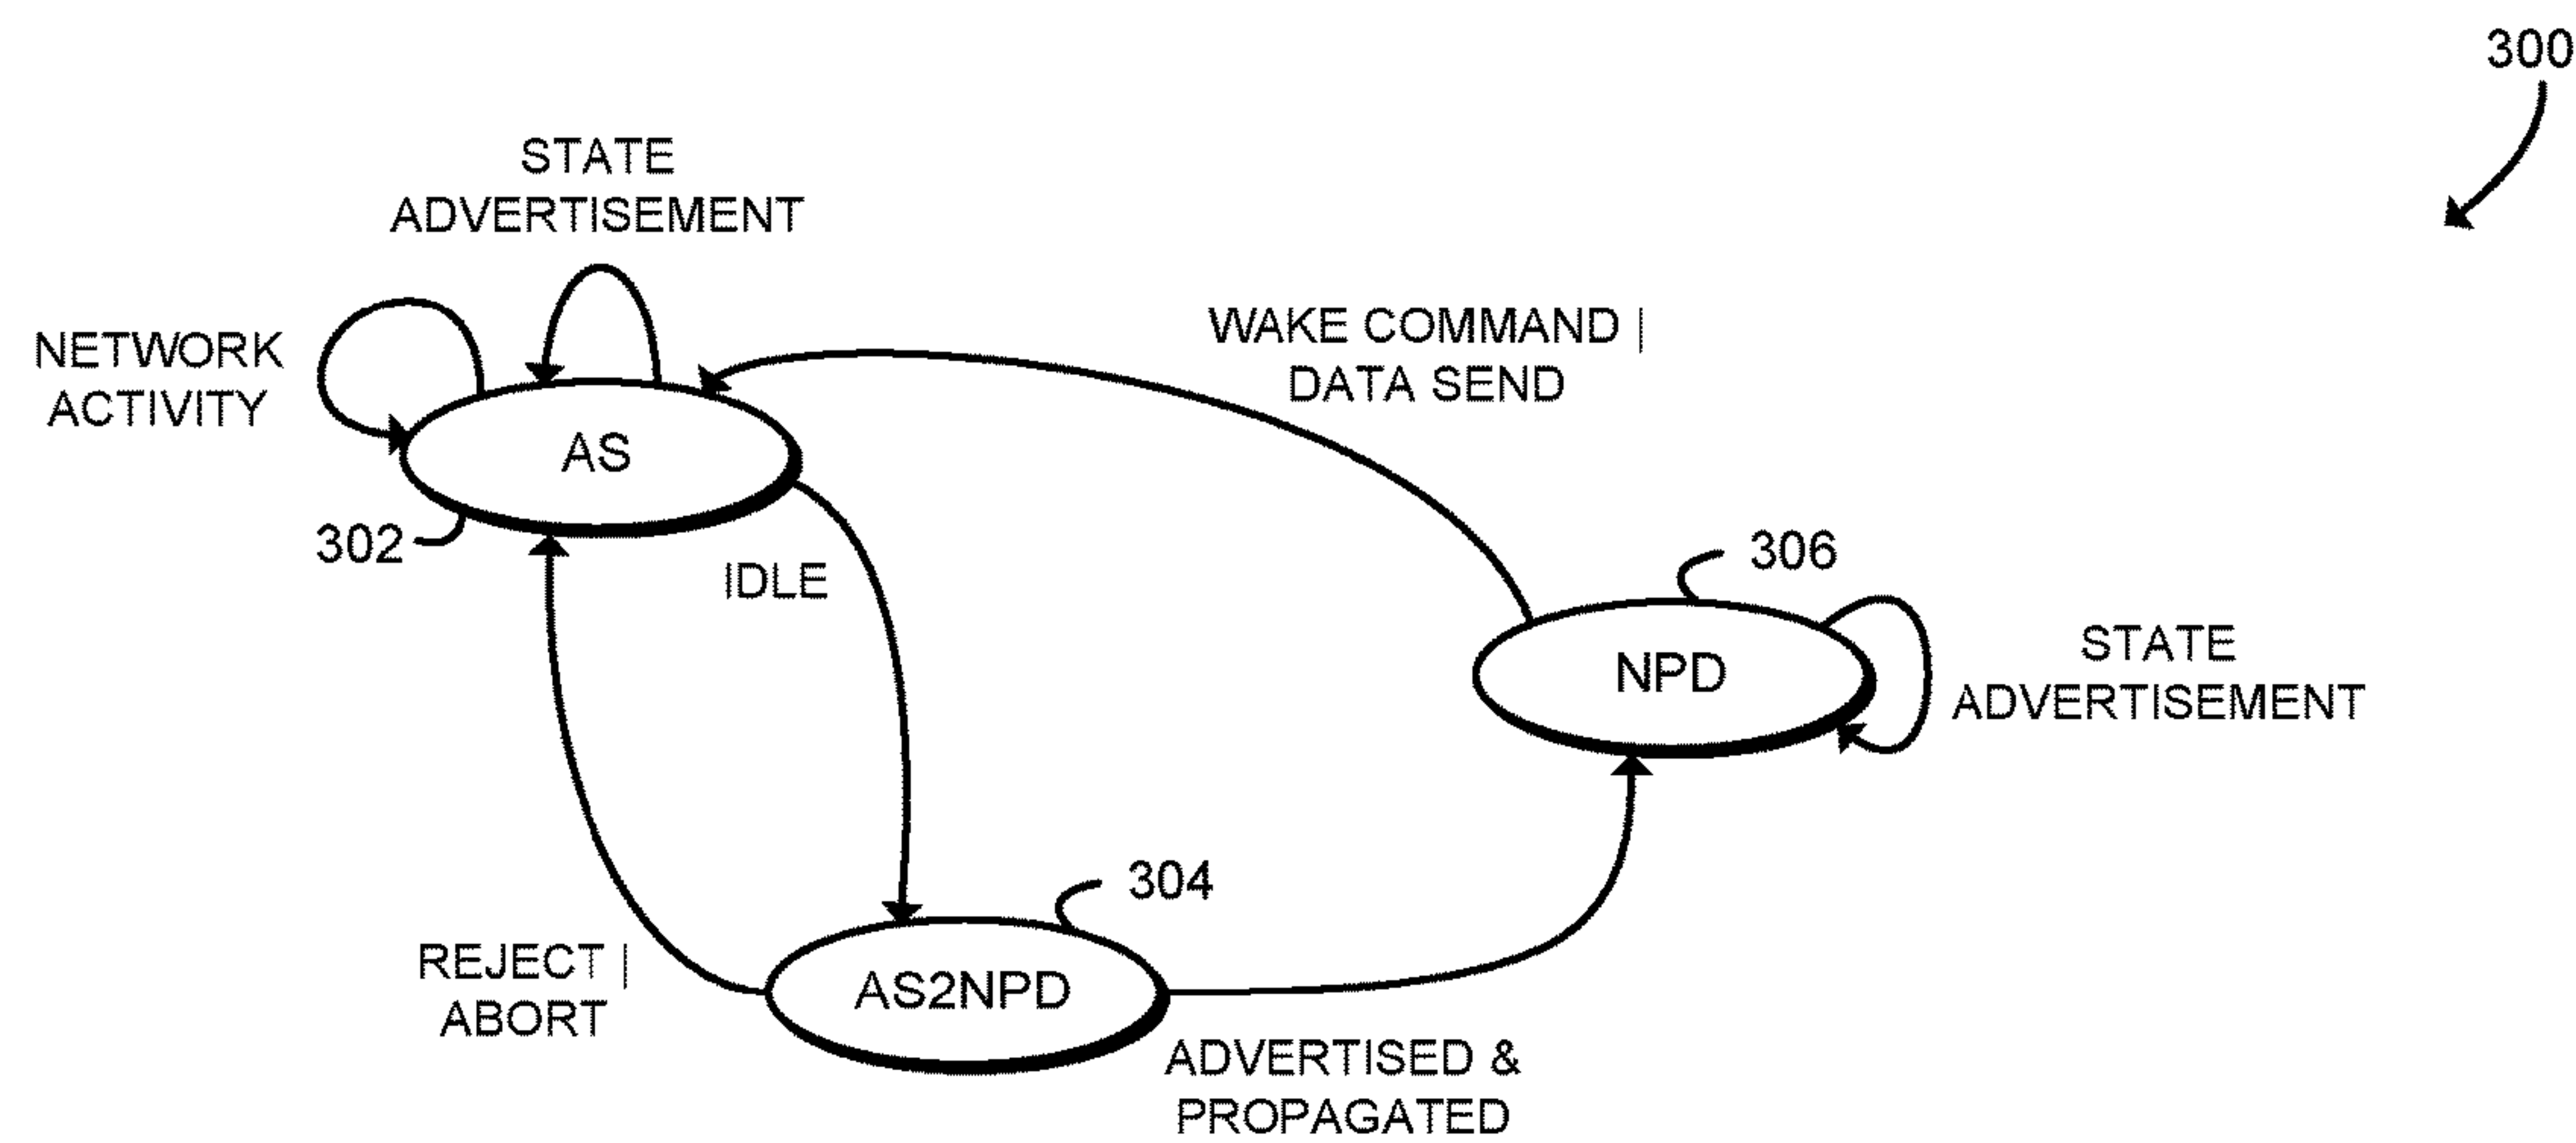 300
STATE
ADVERTISEMENT
NETWORK
ACTIVITY
WAKE COMMAND |
DATA SEND
AS
302
IDLE
306
NPD
STATE
ADVERTISEMENT
304
REJECT |
ABORT
AS2NPD
ADVERTISED &
PROPAGATED